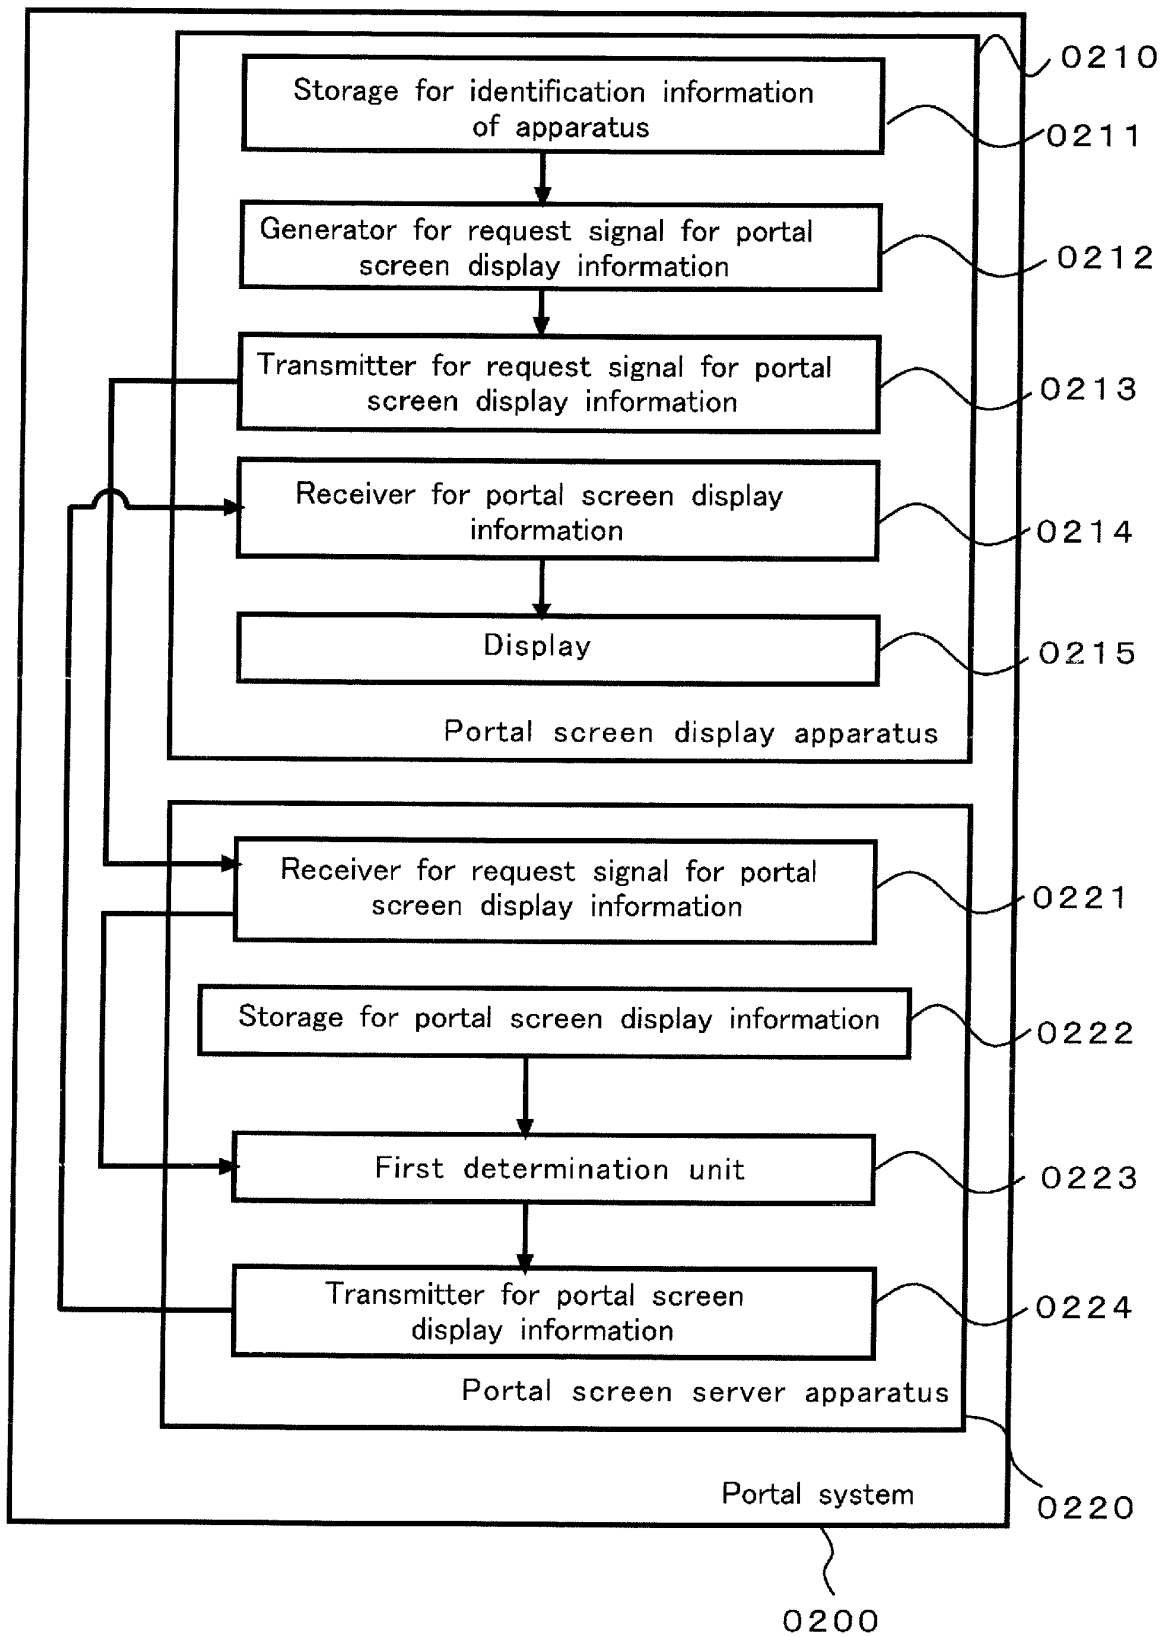 0210
Storage for identification information
of apparatus
0211
Generator for request signal for portal
screen display information
0212
Transmitter for request signal for portal
screen display information
0213
Receiver for portal screen display
information
0214
Display
0215
Portal screen display apparatus
Receiver for request signal for portal
screen display information
0221
Storage for portal screen display information
0222
First determination unit
0223
Transmitter for portal screen
display information
0224
Portal screen server apparatus
Portal system
0220
0200